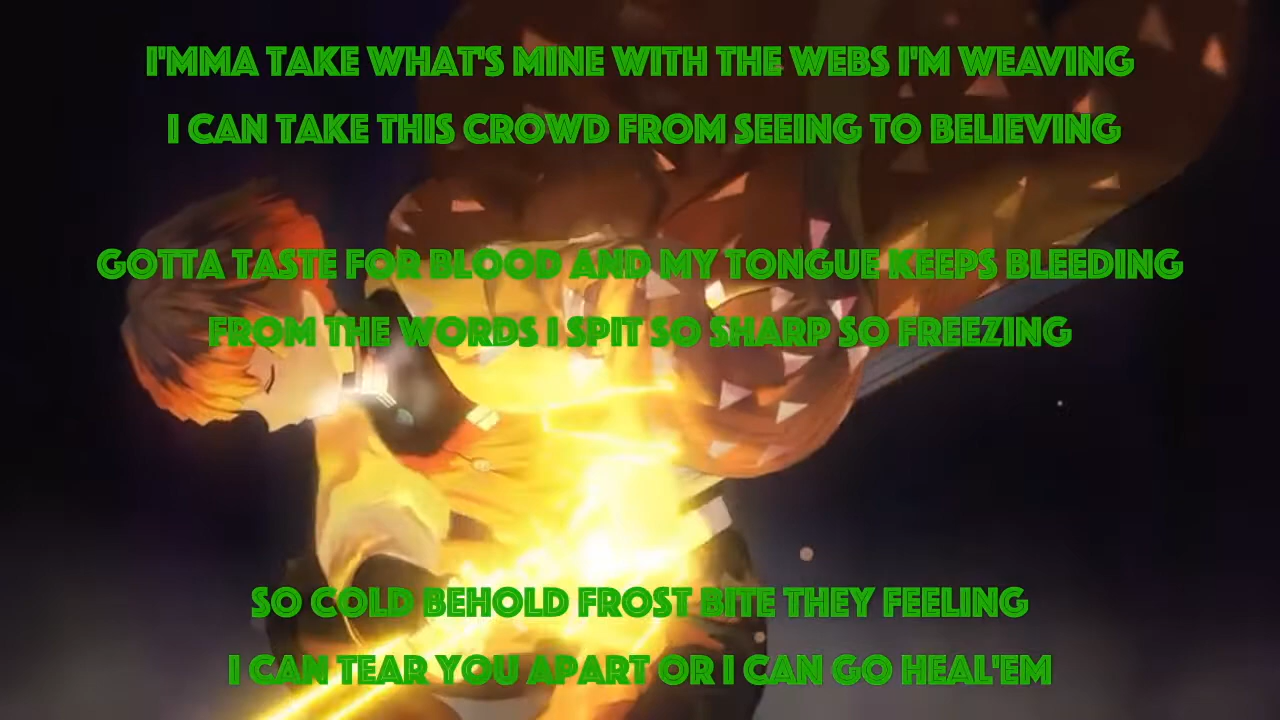 I'MMA TAKE WHAT'S MINE WITH THE WEBS I'M WEAVING
I CAN TAKE THIS CROWD FROM SEEING TO BELIEVING
GOTTA TASTE FOR BLOOD AND MY TONGUE KEEPS BLEEDING
FROM THE WORDS I SPIT SO SHARP SO FREEZING
SO COLD BEHOLD FROST BITE THEY FEELING
I CAN TEAR YOU APART OR I CAN GO HEAL'EM